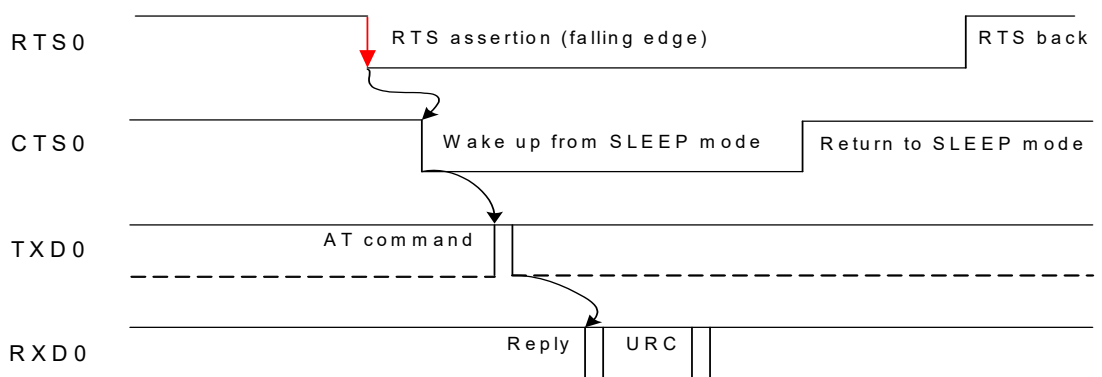 RTS0
RTS assertion (falling edge)
RTS back
CTS0
Wake up from SLEEP mode
Return to SLEEP mode
TXD0
AT command
RXD0
Reply
URC